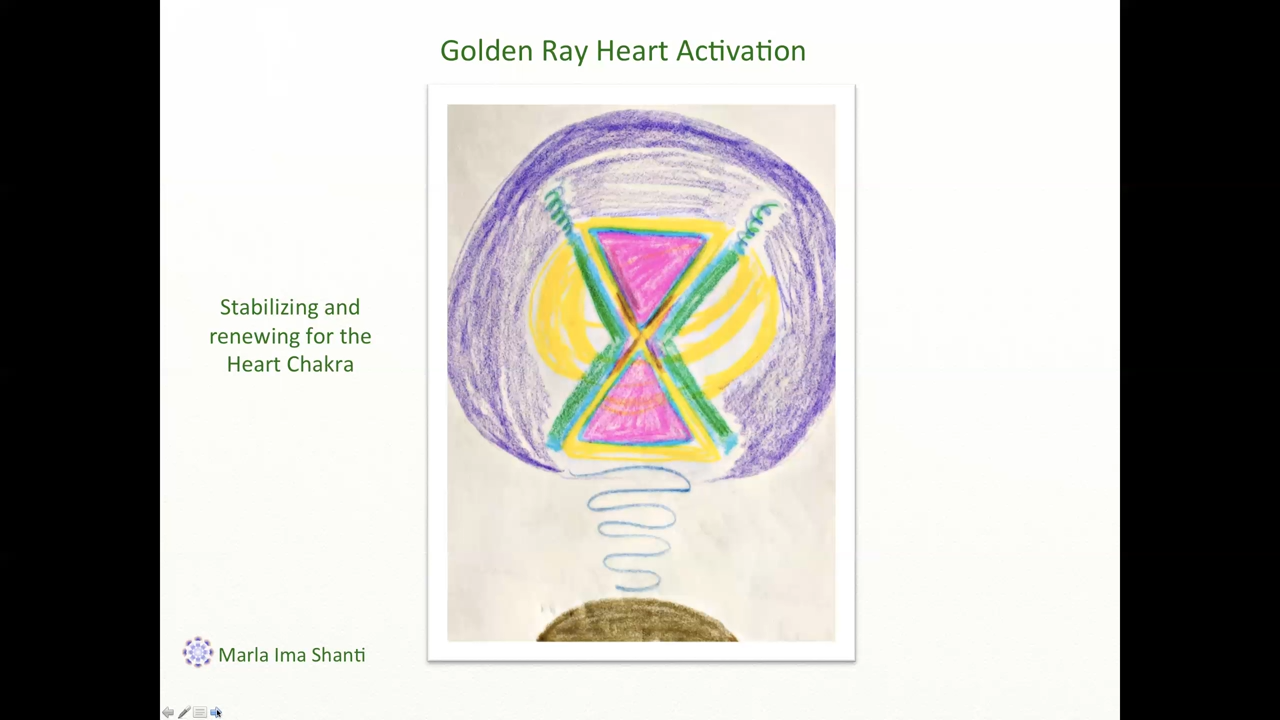 Golden Ray Heart Activation
Stabilizing and
renewing for the
Heart Chakra
Marla Ima Shanti